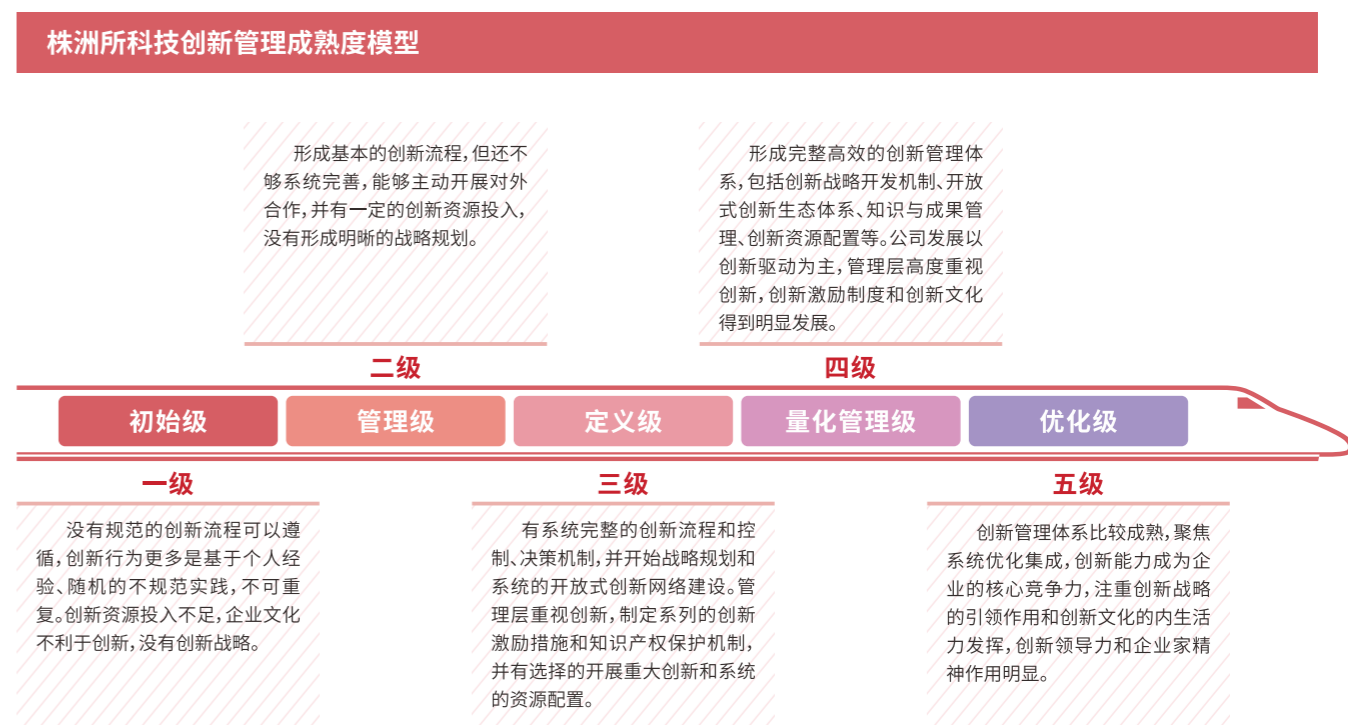 株洲所科技创新管理成熟度模型
形成基本的创新流程,但还不
够系统完善,能够主动开展对外
合作,并有一定的创新资源投入,
没有形成明晰的战略规划。
形成完整高效的创新管理体
系,包括创新战略开发机制、开放
式创新生态体系、知识与成果管
理、创新资源配置等。公司发展以
创新驱动为主,管理层高度重视
创新,创新激励制度和创新文化
得到明显发展。
二级
四级
初始级
管理级
定义级
量化管理级
优化级
一级
三级
五级
没有规范的创新流程可以遵
循,创新行为更多是基于个人经
验、随机的不规范实践,不可重
复。创新资源投入不足,企业文化
不利于创新,没有创新战略。
有系统完整的创新流程和控
制、决策机制,并开始战略规划和
系统的开放式创新网络建设。管
理层重视创新,制定系列的创新
激励措施和知识产权保护机制,
并有选择的开展重大创新和系统
的资源配置。
创新管理体系比较成熟,聚焦
系统优化集成,创新能力成为企
业的核心竞争力,注重创新战略
的引领作用和创新文化的内生活
力发挥,创新领导力和企业家精
神作用明显。